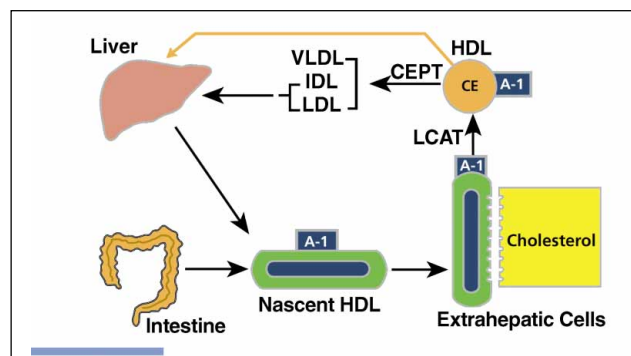 Liver
HDL
VLDL
IDL
LDL
CEPT
CE
A-1
LCAT
A-1
Cholesterol
A-1
Nascent HDL
Intestine
Extrahepatic Cells